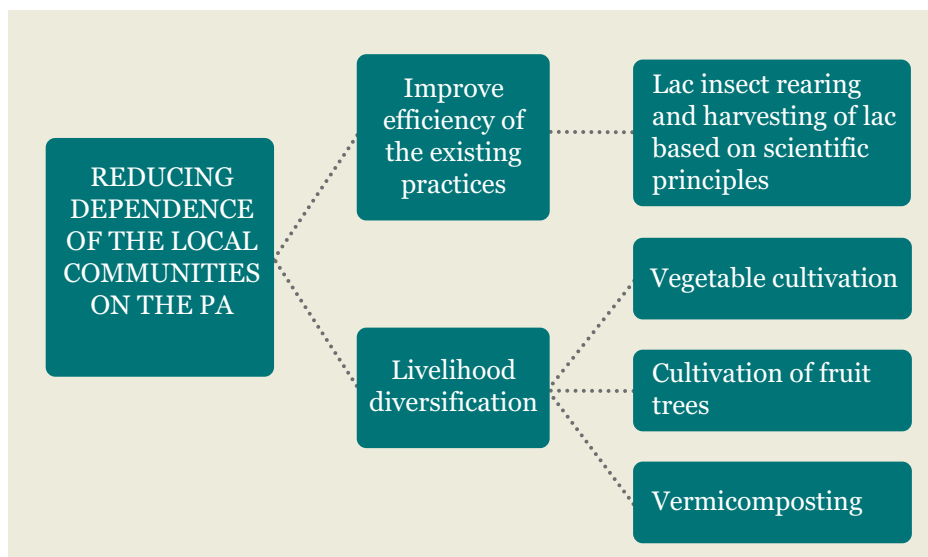 REDUCING
DEPENDENCE
OF THE LOCAL
COMMUNITIES
ON THE PA
Improve
efficiency of
the existing
practices
Lac insect rearing
and harvesting of lac
based on scientific
principles
Livelihood
diversification
Vegetable cultivation
Cultivation of fruit
trees
Vermicomposting